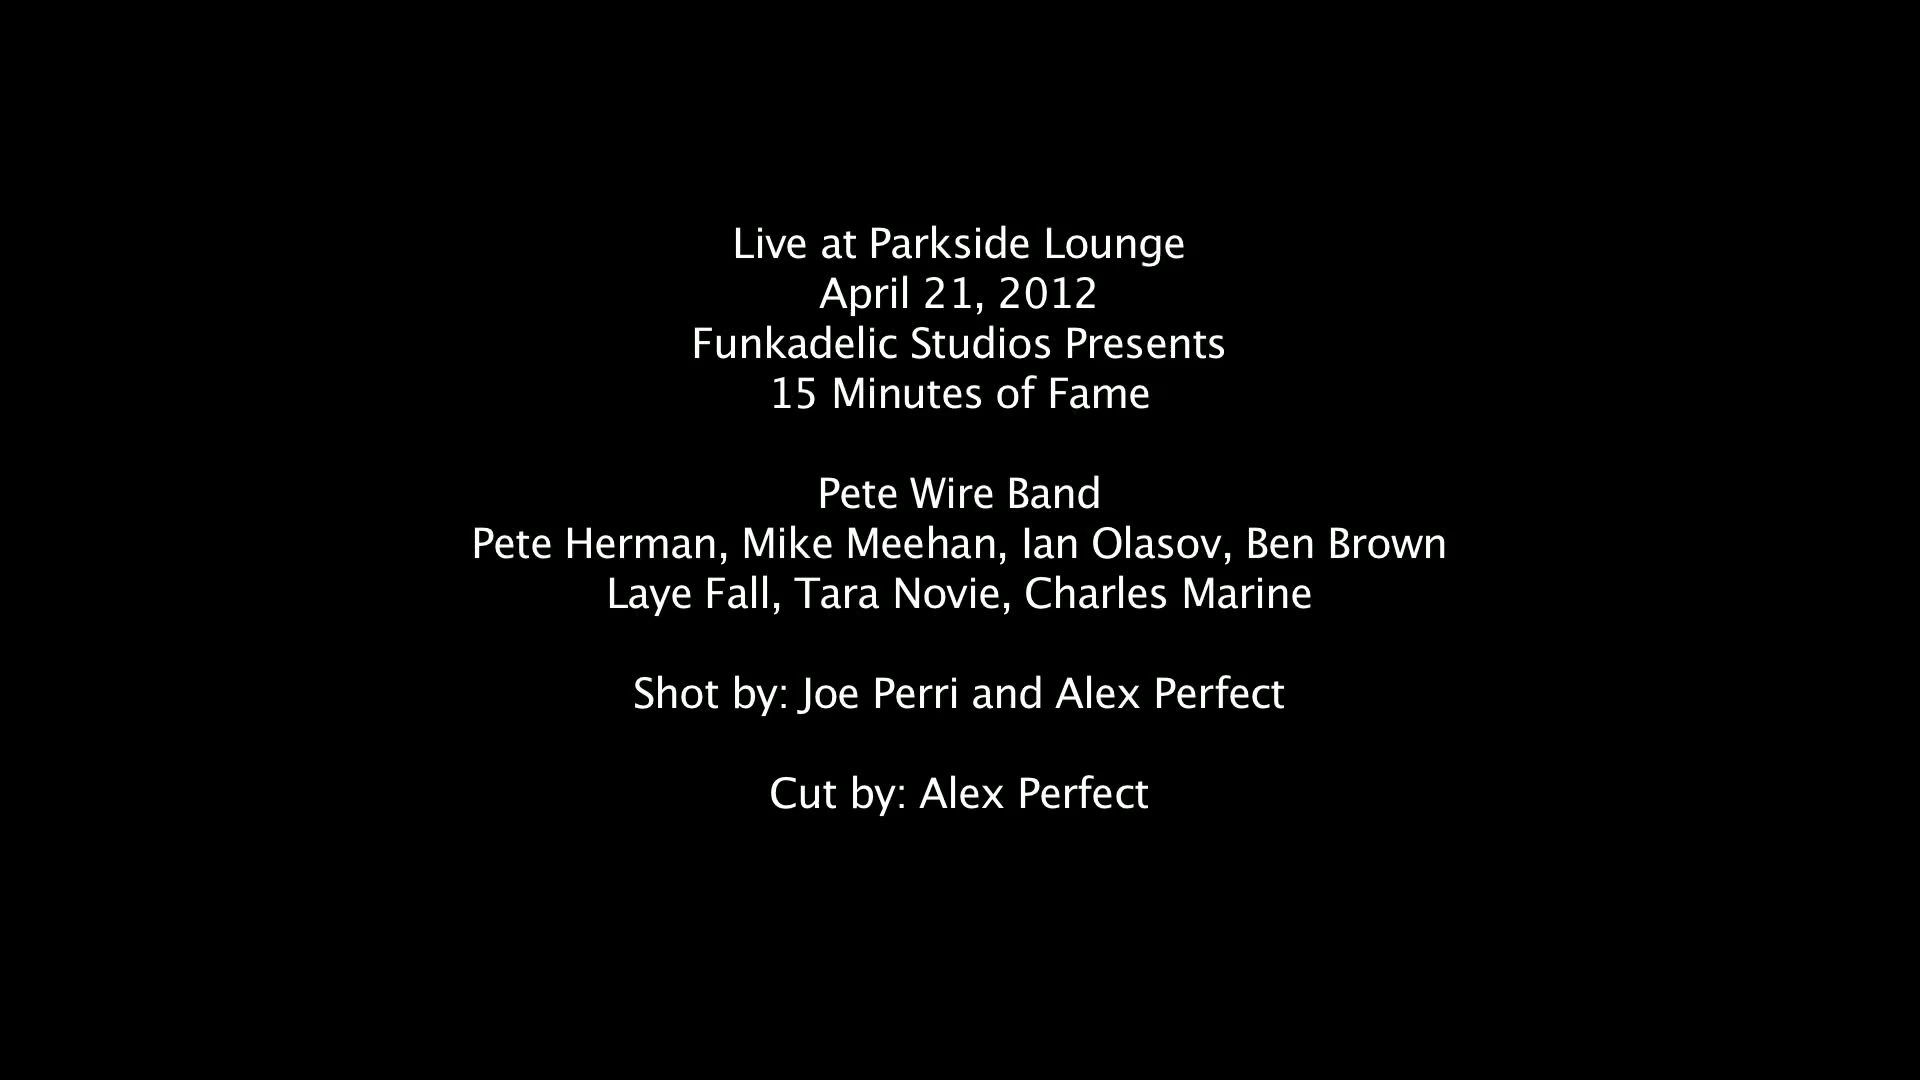 Live at Parkside Lounge
April 21, 2012
Funkadelic Studios Presents
15 Minutes of Fame
Pete Wire Band
Pete Herman, Mike Meehan, Ian Olasov, Ben Brown
Laye Fall, Tara Novie, Charles Marine
Shot by: Joe Perri and Alex Perfect
Cut by: Alex Perfect